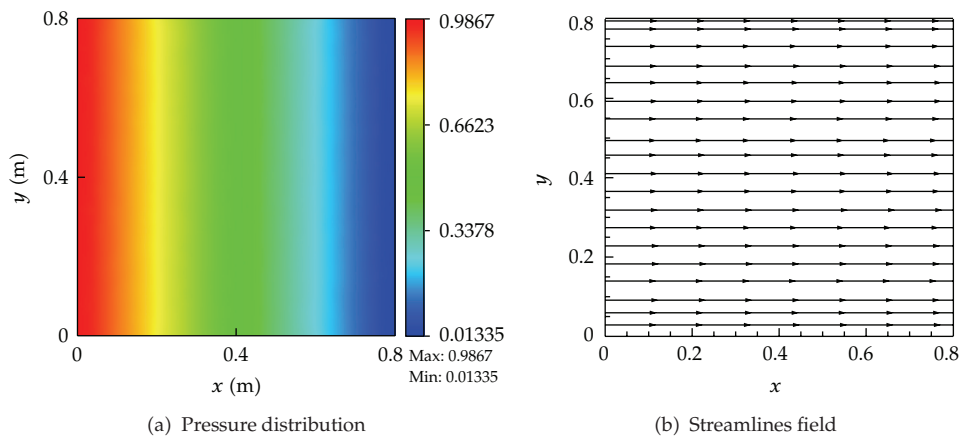 0.8
0.4
0
y (m)
0
0.4
0.8
x (m)
0.9867
0.6623
0.3378
0.01335
Max: 0.9867
Min: 0.01335
(a) Pressure distribution
0.8
0.6
0.4
0.2
0
y
0
0.2
0.4
0.6
0.8
x
(b) Streamlines field